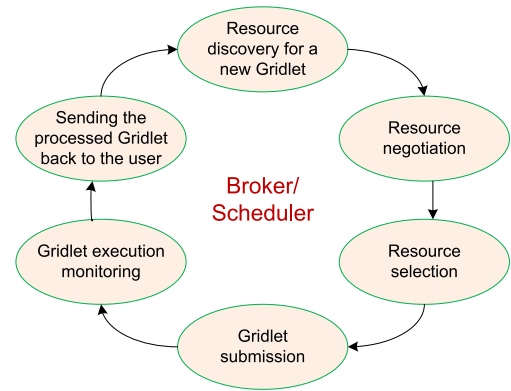 Resource
discovery for a
new Gridlet
Resource
negotiation
Resource
selection
Gridlet
submission
Gridlet execution
monitoring
Sending the
processed Gridlet
back to the user
Broker/
Scheduler